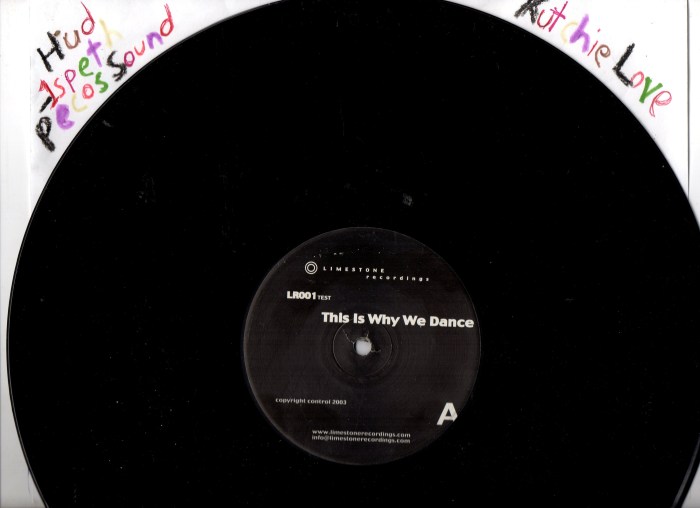 Hud
-1speth
Pecos Sound
Kutchie Love
LIMESTONE
recordings
LR001 TEST
This Is Why We Dance
copyright control 2003
A
www.limestonerecordings.com
info@limestonerecordings.com